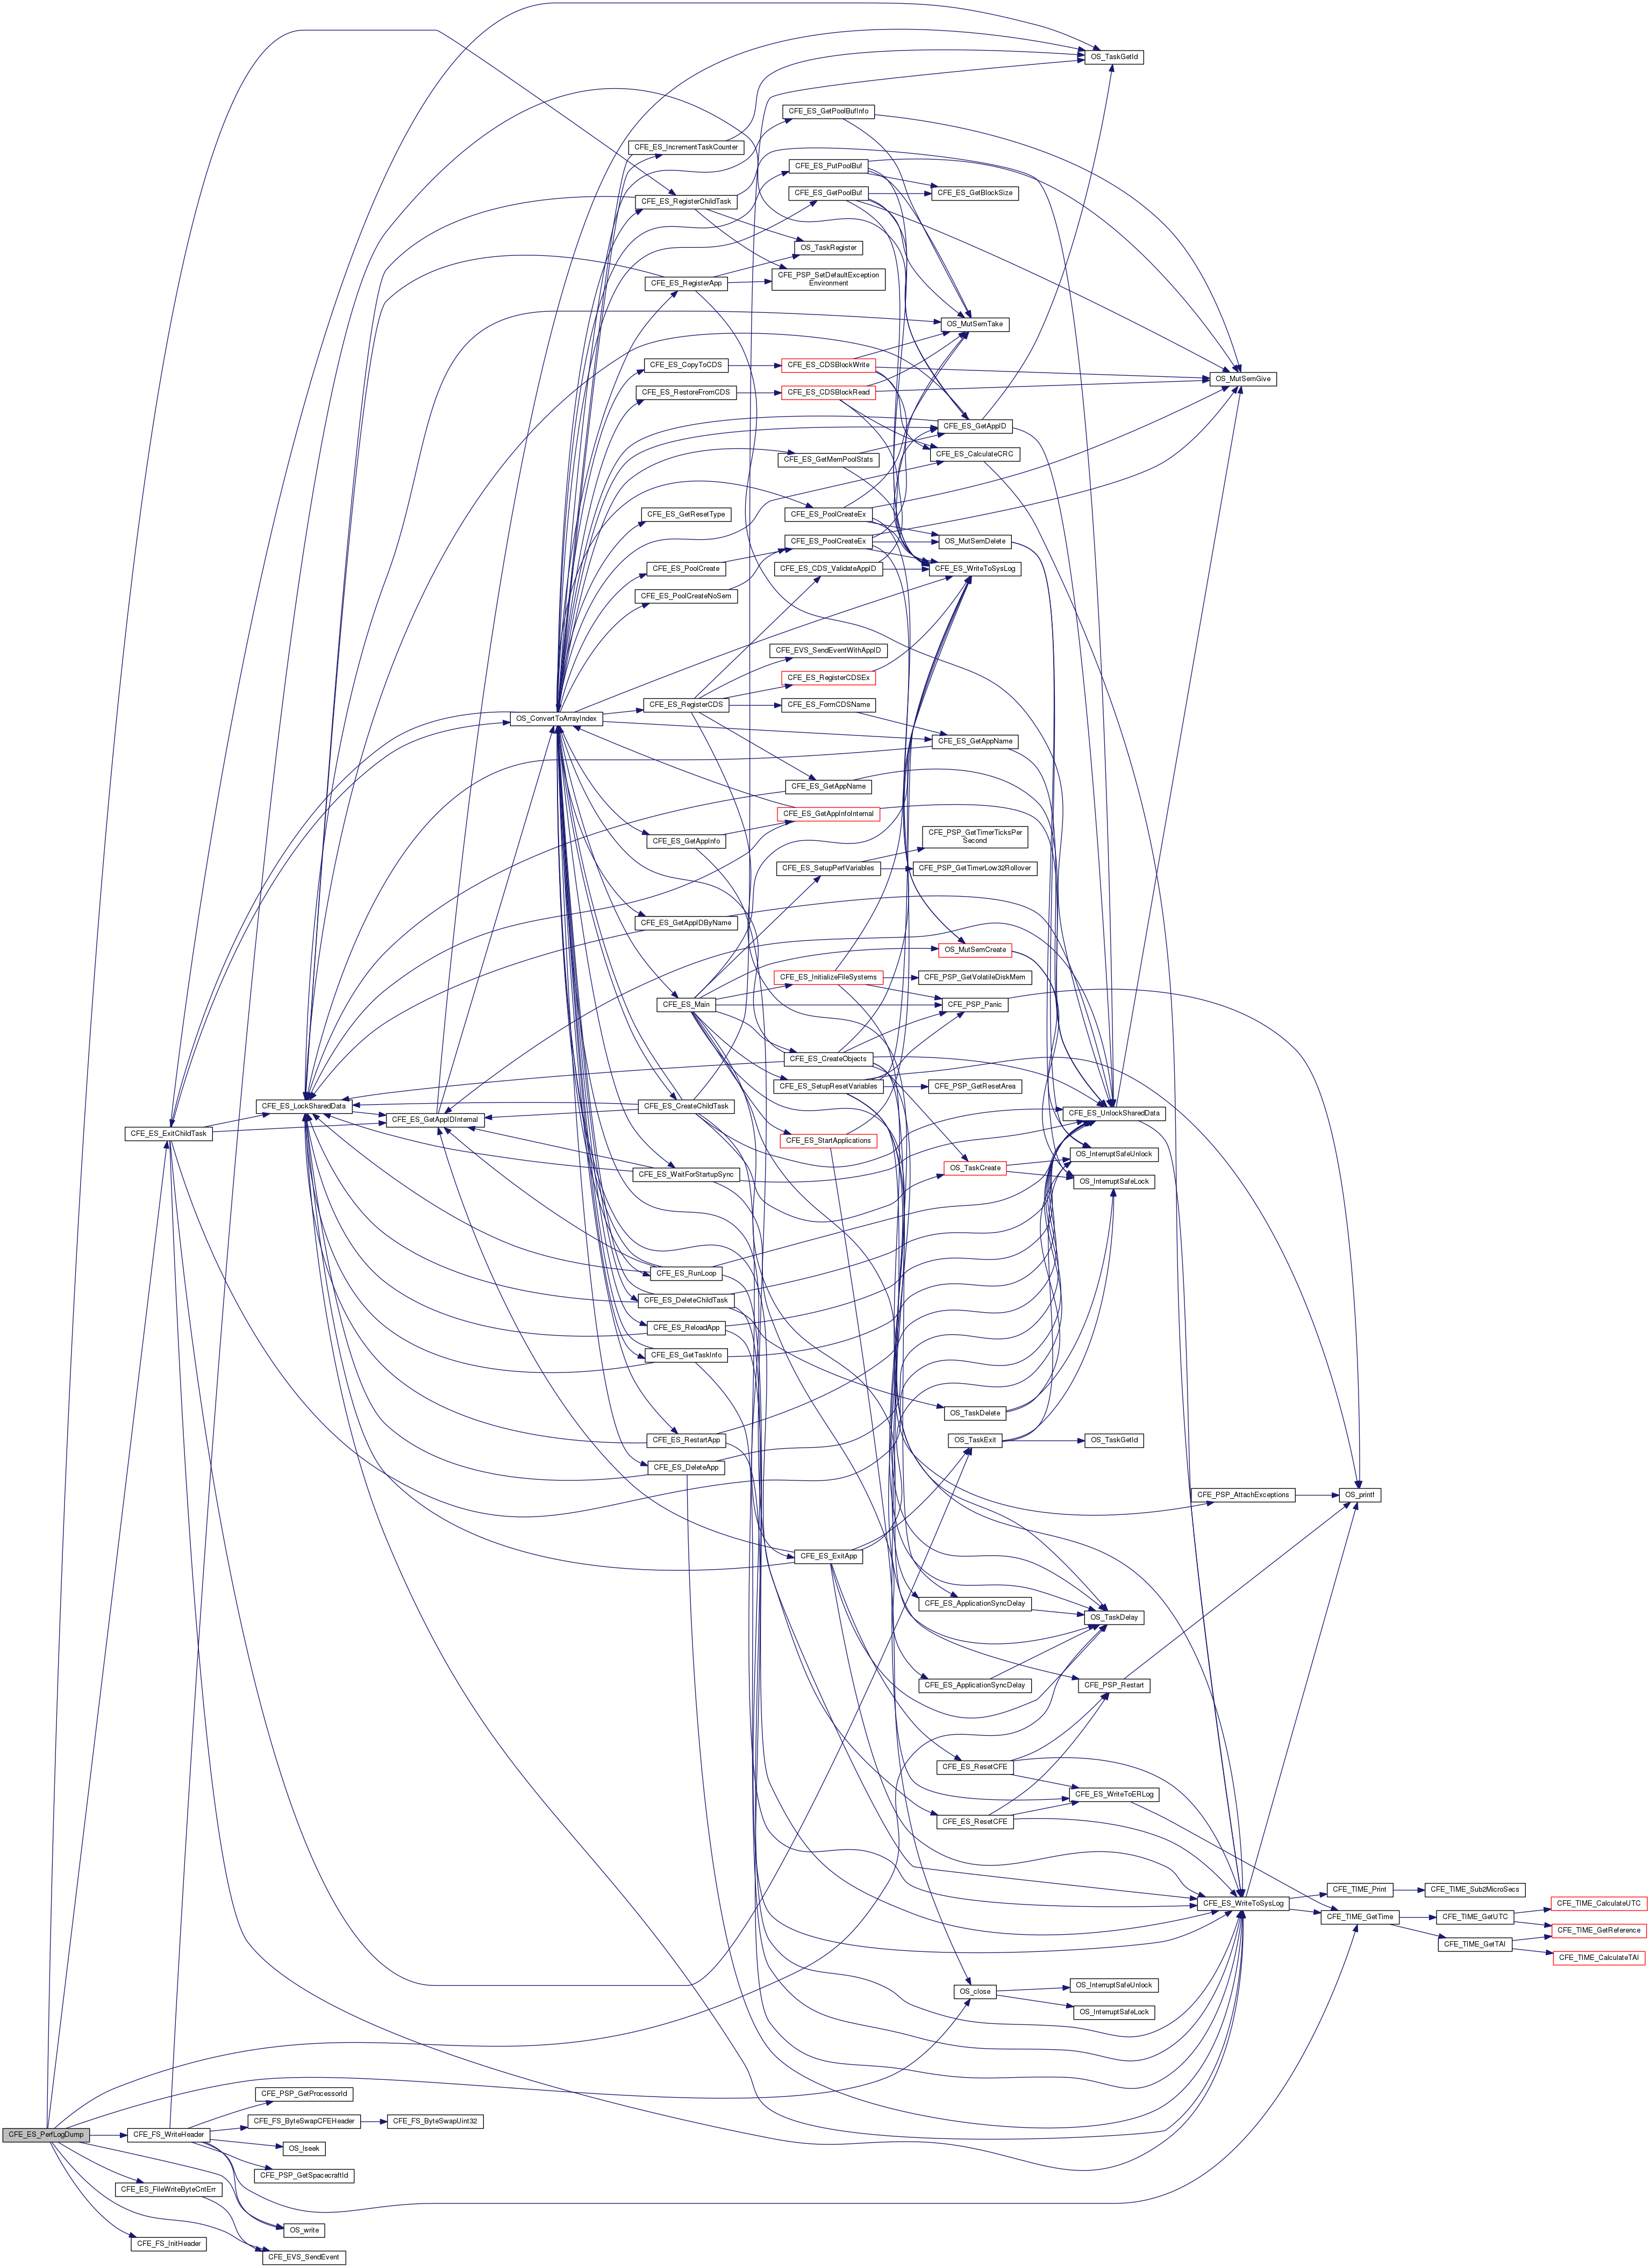 OS_TaskGetId
CFE_ES_GetPoolBufInfo
CFE_ES_IncrementTaskCounter
CFE_ES_PutPoolBuf
CFE_ES_GetPoolBuf
CFE_ES_GetBlockSize
CFE_ES_RegisterChildTask
OS_TaskRegister
CFE_PSP_SetDefaultException
Environment
CFE_ES_RegisterApp
OS_MutSemTake
CFE_ES_CopyToCDS
CFE_ES_CDSBlockWrite
OS_MutSemGive
CFE_ES_RestoreFromCDS
CFE_ES_CDSBlockRead
CFE_ES_GetAppID
CFE_ES_GetMemPoolStats
CFE_ES_CalculateCRC
CFE_ES_GetResetType
CFE_ES_PoolCreateEx
CFE_ES_PoolCreateEx
OS_MutSemDelete
CFE_ES_PoolCreate
CFE_ES_CDS_ValidateAppID
CFE_ES_WriteToSysLog
CFE_ES_PoolCreateNoSem
CFE_EVS_SendEventWithAppID
CFE_ES_RegisterCDSEx
CFE_ES_RegisterCDS
CFE_ES_FormCDSName
OS_ConvertToArrayIndex
CFE_ES_GetAppName
CFE_ES_GetAppName
CFE_ES_GetAppInfoInternal
CFE_ES_GetAppInfo
CFE_PSP_GetTimerTicksPer
Second
CFE_ES_SetupPerfVariables
CFE_PSP_GetTimerLow32Rollover
CFE_ES_GetAppIDByName
OS_MutSemCreate
CFE_ES_InitializeFileSystems
CFE_PSP_GetVolatileDiskMem
CFE_ES_Main
CFE_PSP_Panic
CFE_ES_CreateObjects
CFE_ES_SetupResetVariables
CFE_PSP_GetResetArea
CFE_ES_LockSharedData
CFE_ES_CreateChildTask
CFE_ES_UnlockSharedData
CFE_ES_GetAppIDInternal
CFE_ES_ExitChildTask
CFE_ES_StartApplications
OS_InterruptSafeUnlock
CFE_ES_WaitForStartupSync
OS_TaskCreate
OS_InterruptSafeLock
CFE_ES_RunLoop
CFE_ES_DeleteChildTask
CFE_ES_ReloadApp
CFE_ES_GetTaskInfo
OS_TaskDelete
CFE_ES_RestartApp
OS_TaskExit
OS_TaskGetId
CFE_ES_DeleteApp
CFE_PSP_AttachExceptions
OS_printf
CFE_ES_ExitApp
CFE_ES_ApplicationSyncDelay
OS_TaskDelay
CFE_ES_ApplicationSyncDelay
CFE_PSP_Restart
CFE_ES_ResetCFE
CFE_ES_WriteToERLog
CFE_ES_ResetCFE
CFE_TIME_Print
CFE_TIME_Sub2MicroSecs
CFE_ES_WriteToSysLog
CFE_TIME_CalculateUTC
CFE_TIME_GetTime
CFE_TIME_GetUTC
CFE_TIME_GetReference
CFE_TIME_GetTAI
CFE_TIME_CalculateTAI
OS_close
OS_InterruptSafeUnlock
OS_InterruptSafeLock
CFE_PSP_GetProcessorId
CFE_FS_ByteSwapCFEHeader
CFE_FS_ByteSwapUint32
CFE_ES_PerfLogDump
CFE_FS_WriteHeader
OS_lseek
CFE_PSP_GetSpacecraftId
CFE_ES_FileWriteByteCntErr
OS_write
CFE_FS_InitHeader
CFE_EVS_SendEvent